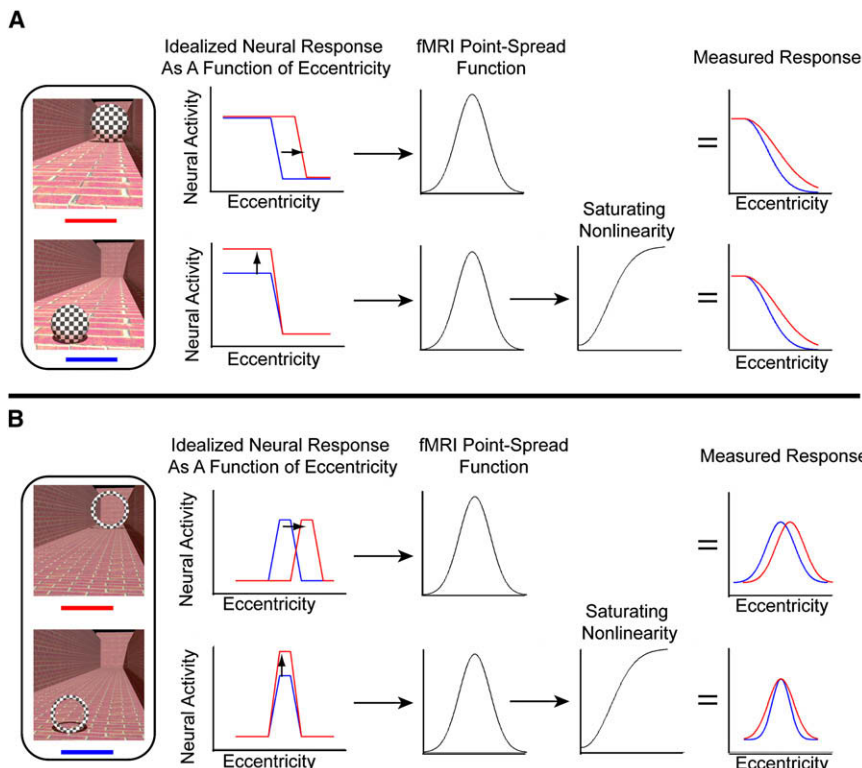 A
Idealized Neural Response
As A Function of Eccentricity
fMRI Point-Spread
Function
Measured Response
Neural Activity
Eccentricity
=
Eccentricity
Saturating
Nonlinearity
Neural Activity
Eccentricity
=
Eccentricity
B
Idealized Neural Response
As A Function of Eccentricity
fMRI Point-Spread
Function
Measured Response
Neural Activity
Eccentricity
=
Eccentricity
Saturating
Nonlinearity
Neural Activity
Eccentricity
=
Eccentricity